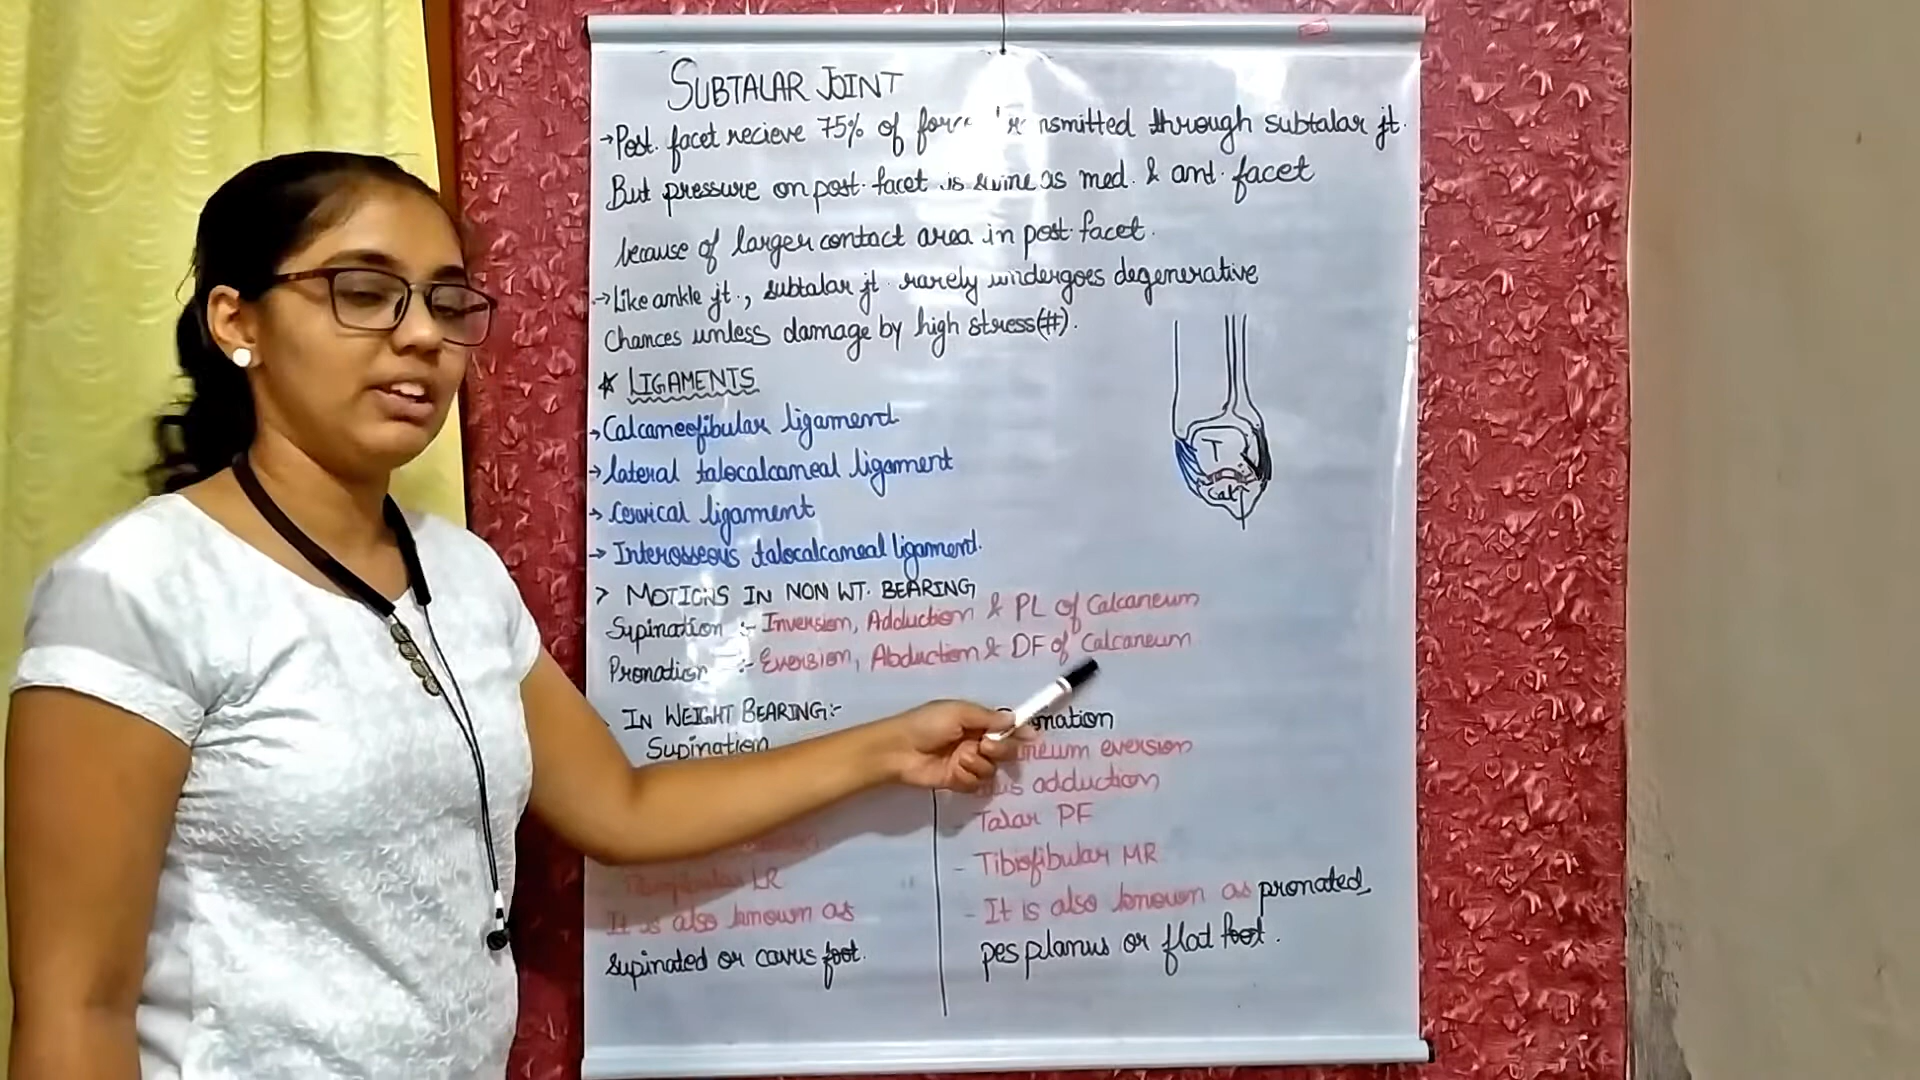 SUBTALAR JOINT
→Post. facet recieve 75% of transmitted through subtalar jt.
But pressure on post. facet is same as med. & ant. facet
because of larger contact area in post facet.
→Like ankle jt., subtalar jt rarely undergoes degenerative
Chances unless damage by high stress(#).
* LIGAMENTS
→Calcaneofibular ligament
→lateral talocalcaneal ligament
→cervical ligament
→Interosseous talocalcaneal ligament.
T
Cal
> MOTIONS IN NON WT. BEARING
Supination :- Inversion, Adduction & PL of Calcaneum
Pronation :- Eversion, Abduction & DF of Calcaneum
IN WEIGHT BEARING:-
Supination
LR
It is also known as
supinated or cavus foot.
mation
neum eversion
adduction
- Talar PF
- Tibiofibular MR
- It is also known as pronated
pes planus or flat foot.